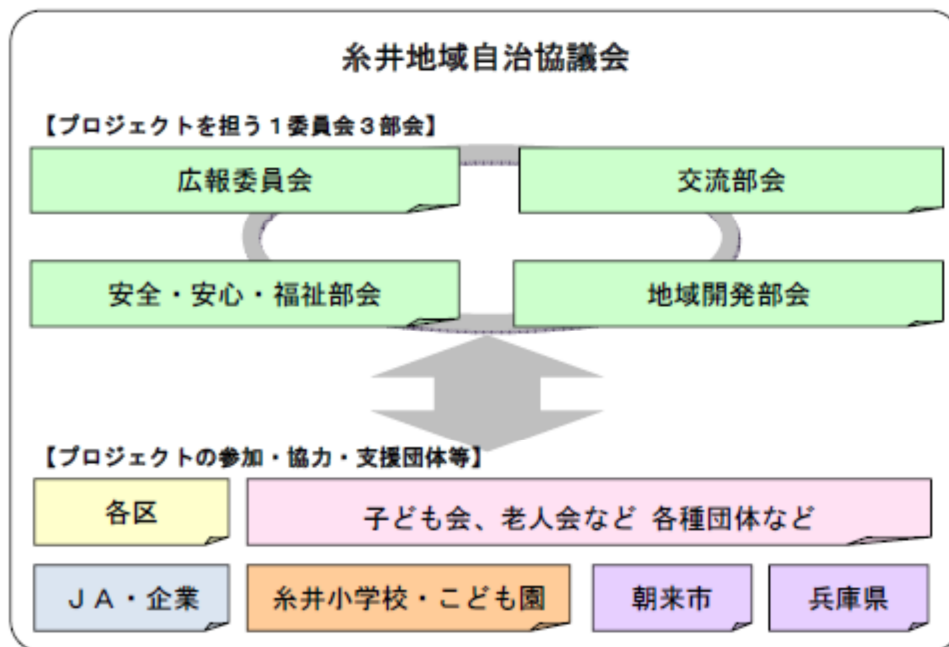 糸井地域自治協議会
【プロジェクトを担う１委員会３部会】
広報委員会
交流部会
安全・安心・福祉部会
地域開発部会
【プロジェクトの参加・協力・支援団体等】
各区
子ども会、老人会など 各種団体など
ＪＡ・企業
糸井小学校・こども園
朝来市
兵庫県